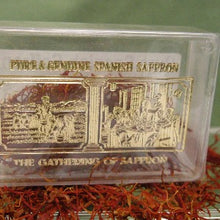 PURE & GENUINE SPANISH SAFFRON
"THE GATHERING OF SAFFRON